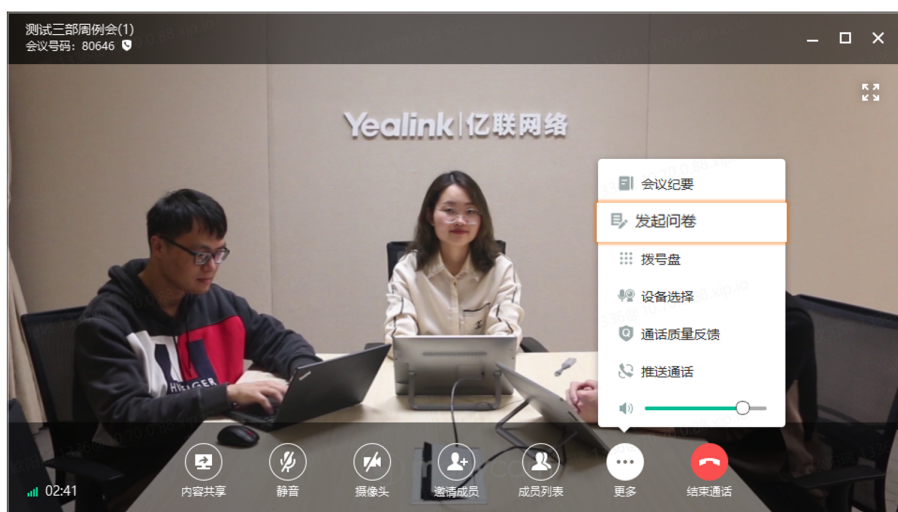 测试三部周例会(1)
会议号码：80646
Yealink|亿联网络
会议纪要
发起问卷
拨号盘
设备选择
通话质量反馈
推送通话
HILFIGER
02:41
内容共享
静音
摄像头
邀请成员
成员列表
更多
结束通话